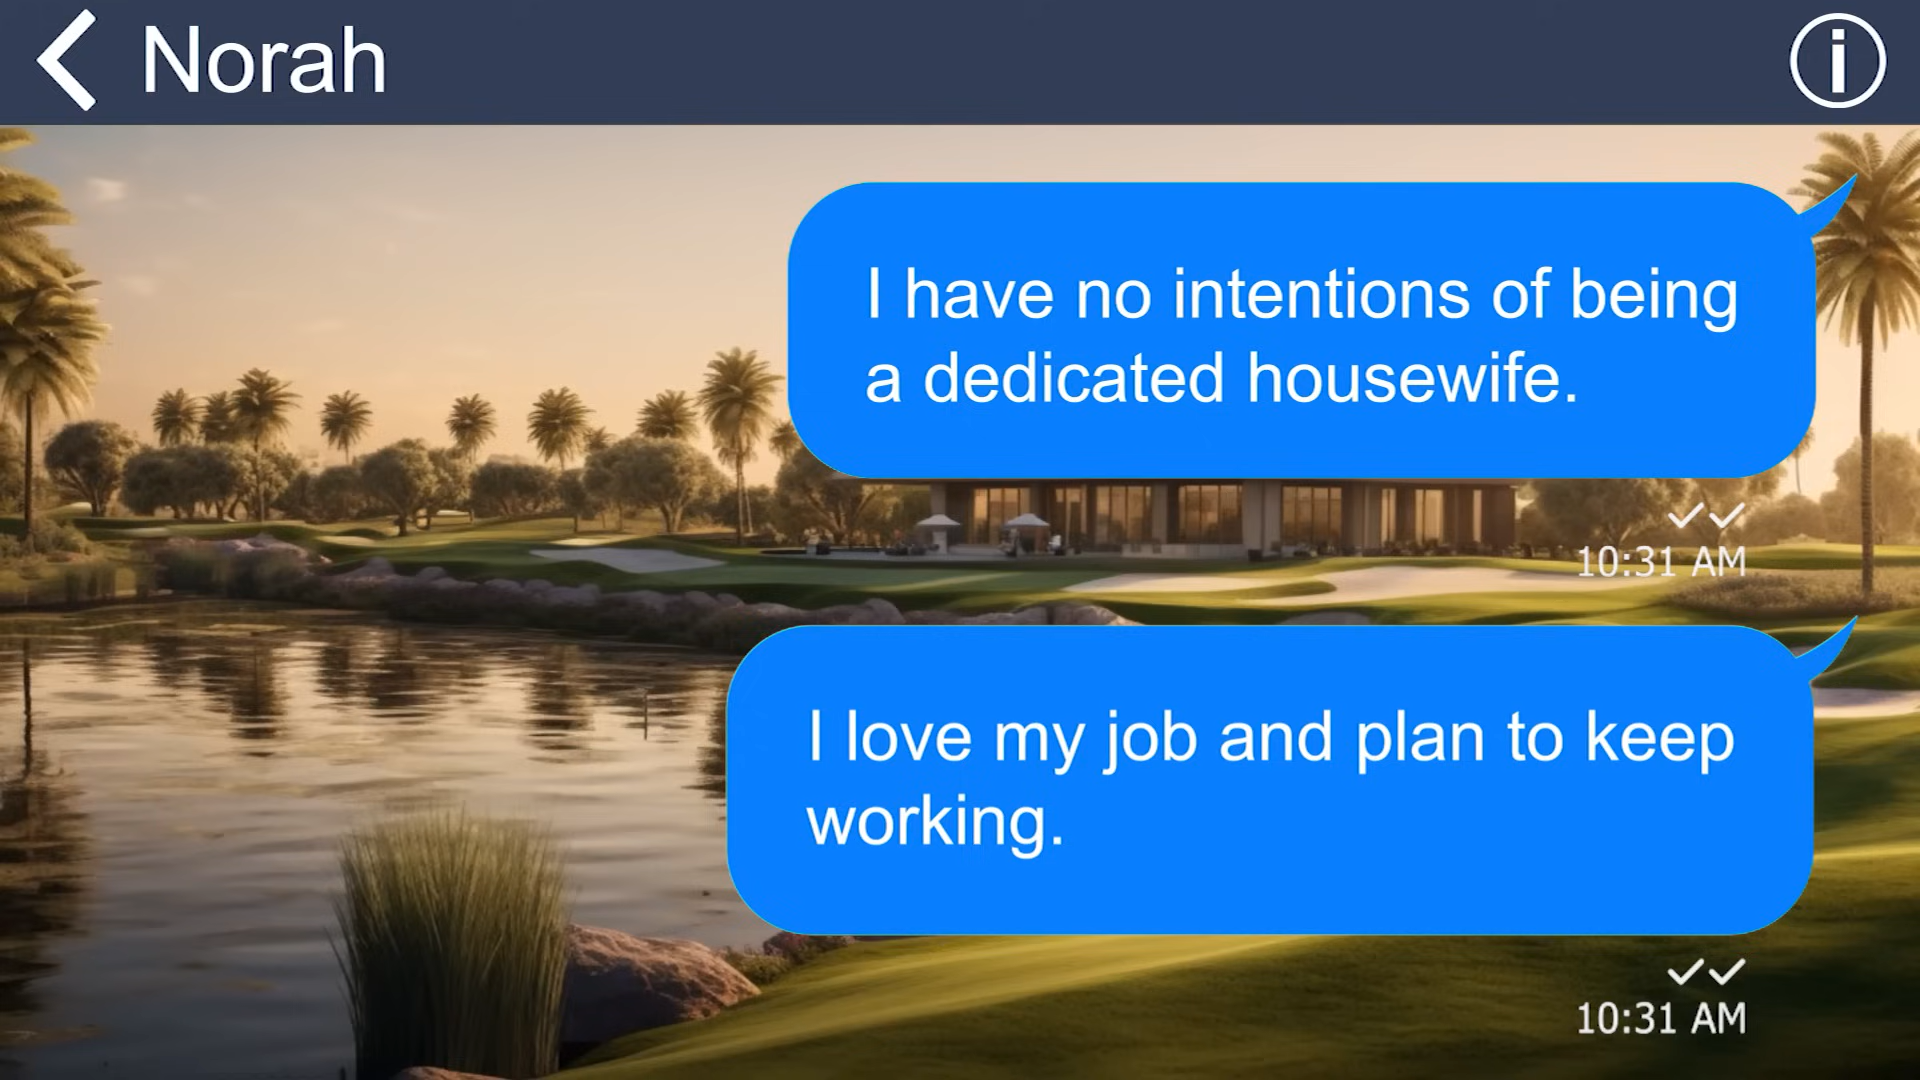 Norah
I have no intentions of being
a dedicated housewife.
10:31 AM
I love my job and plan to keep
working.
10:31 AM